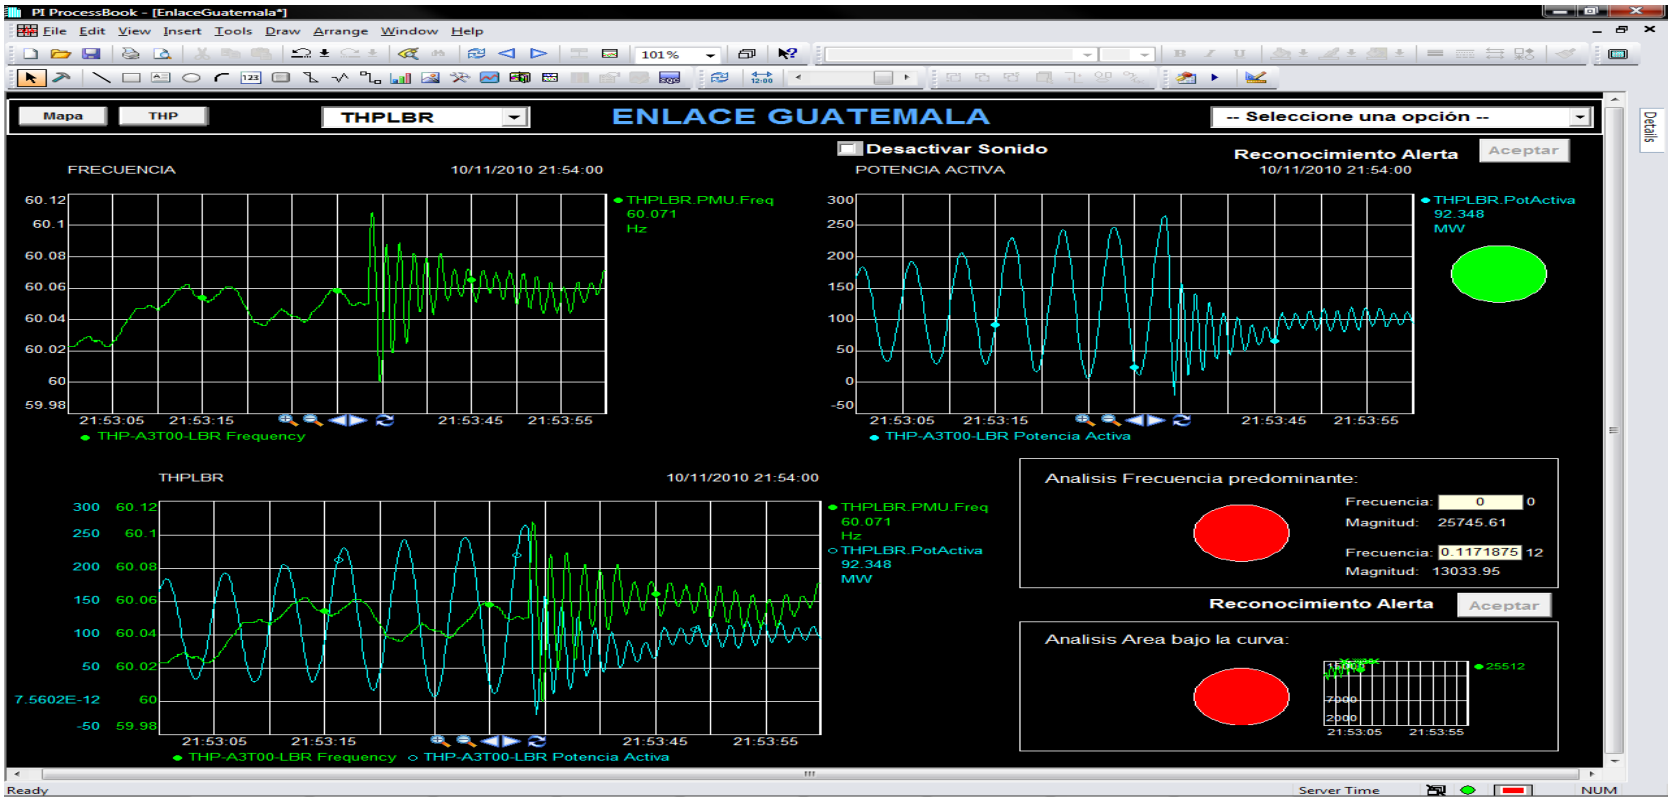 PI ProcessBook - [EnlaceGuatemala*]
File Edit View Insert Tools Draw Arrange Window Help
101%
B I U
123
12:00
Details
Mapa THP THPLBR ENLACE GUATEMALA -- Seleccione una opción --
Desactivar Sonido
Reconocimiento Alerta Aceptar
FRECUENCIA 10/11/2010 21:54:00
60.12
60.1
60.08
60.06
60.04
60.02
60
59.98
THPLBR.PMU.Freq
60.071
Hz
21:53:05 21:53:15 21:53:45 21:53:55
THP-A3T00-LBR Frequency
POTENCIA ACTIVA 10/11/2010 21:54:00
300
250
200
150
100
50
0
-50
THPLBR.PotActiva
92.348
MW
21:53:05 21:53:15 21:53:45 21:53:55
THP-A3T00-LBR Potencia Activa
THPLBR 10/11/2010 21:54:00
300 60.12
250 60.1
200 60.08
150 60.06
100 60.04
50 60.02
7.5602E-12 60
-50 59.98
THPLBR.PMU.Freq
60.071
Hz
THPLBR.PotActiva
92.348
MW
21:53:05 21:53:15 21:53:45 21:53:55
THP-A3T00-LBR Frequency THP-A3T00-LBR Potencia Activa
Analisis Frecuencia predominante:
Frecuencia: 0 0
Magnitud: 25745.61
Frecuencia: 0.1171875 12
Magnitud: 13033.95
Reconocimiento Alerta Aceptar
Analisis Area bajo la curva:
25512
7000
2000
21:53:05 21:53:55
Ready Server Time NUM